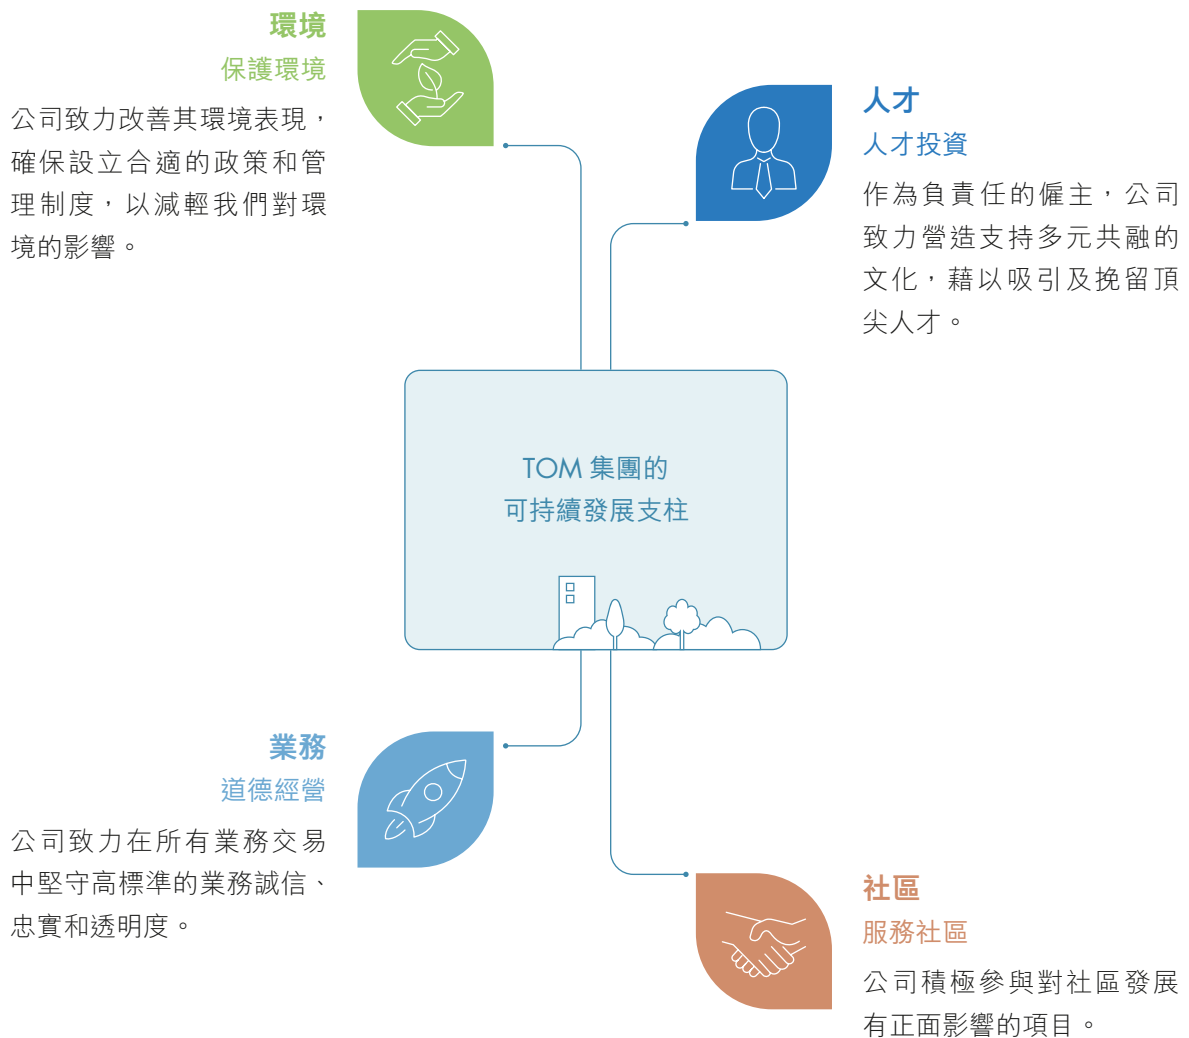 環境
保護環境
公司致力改善其環境表現，
確保設立合適的政策和管
理制度，以減輕我們對環
境的影響。
人才
人才投資
作為負責任的僱主，公司
致力營造支持多元共融的
文化，藉以吸引及挽留頂
尖人才。
TOM 集團的
可持續發展支柱
業務
道德經營
公司致力在所有業務交易
中堅守高標準的業務誠信、
忠實和透明度。
社區
服務社區
公司積極參與對社區發展
有正面影響的項目。